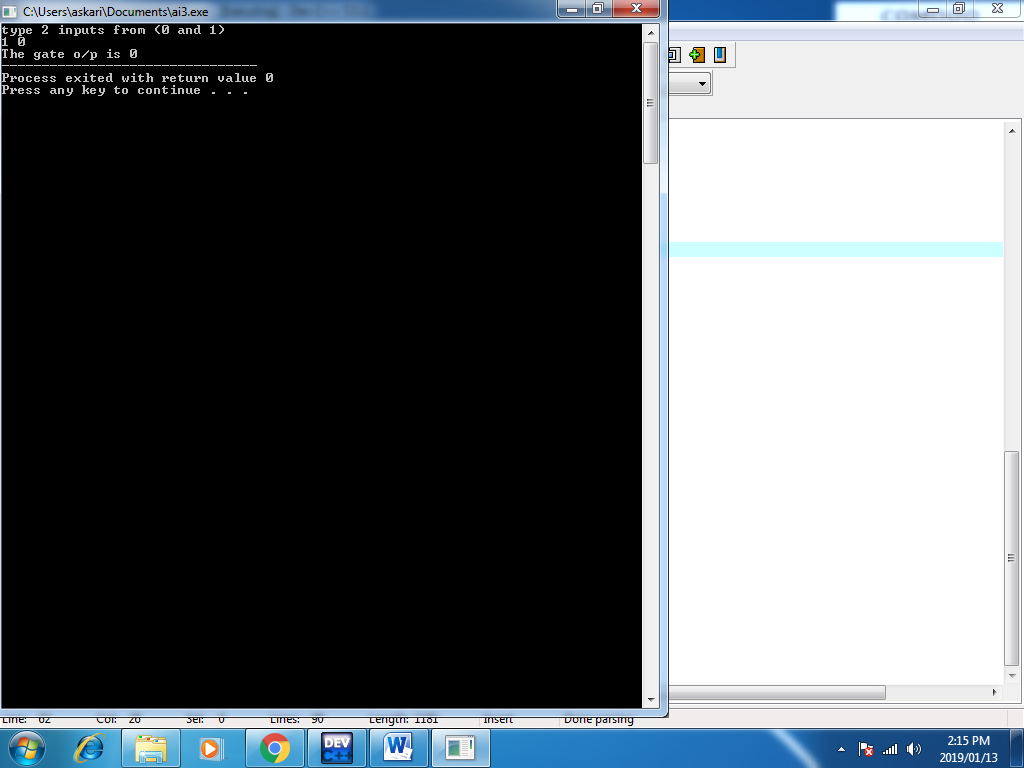 C:\Users\askari\Documents\ai3.exe
type 2 inputs from (0 and 1)
1 0
The gate o/p is 0
--------------------------------
Process exited with return value 0
Press any key to continue . . .
Line: 62 Col: 26 Sel: 0 Lines: 90 Length: 1181 Insert Done parsing
DEV
C++
W
2:15 PM
2019/01/13